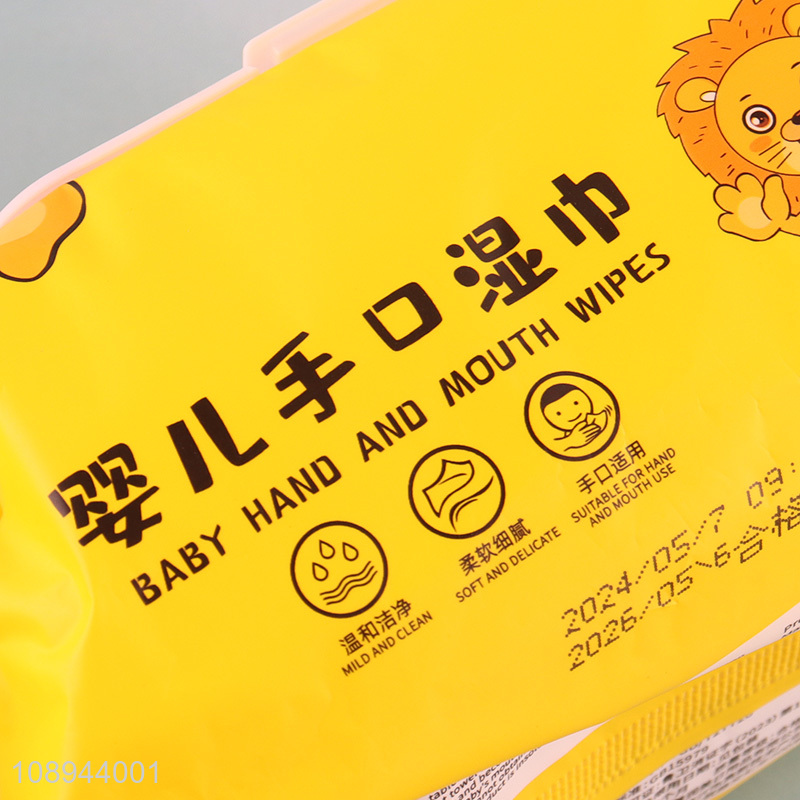 婴儿手口湿巾
BABY HAND AND MOUTH WIPES
温和洁净
MILD AND CLEAN
柔软细腻
SOFT AND DELICATE
手口适用
SUITABLE FOR HAND
AND MOUTH USE
2024/05/7 09:
2026/05 6合格
108944001